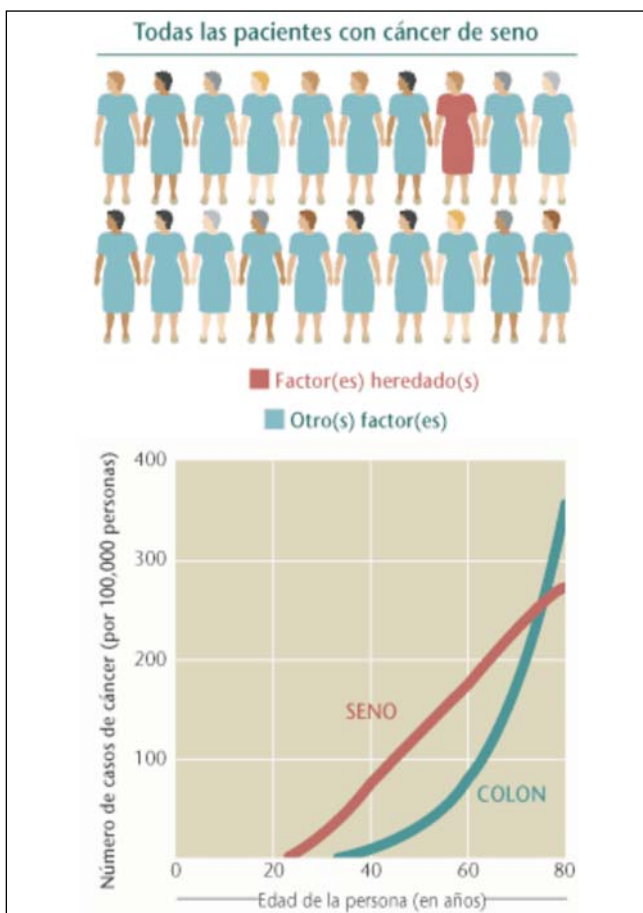 Todas las pacientes con cáncer de seno
Factor(es) heredado(s)
Otro(s) factor(es)
Número de casos de cáncer (por 100,000 personas)
400
300
200
100
SENO
COLON
0
20
40
60
80
Edad de la persona (en años)